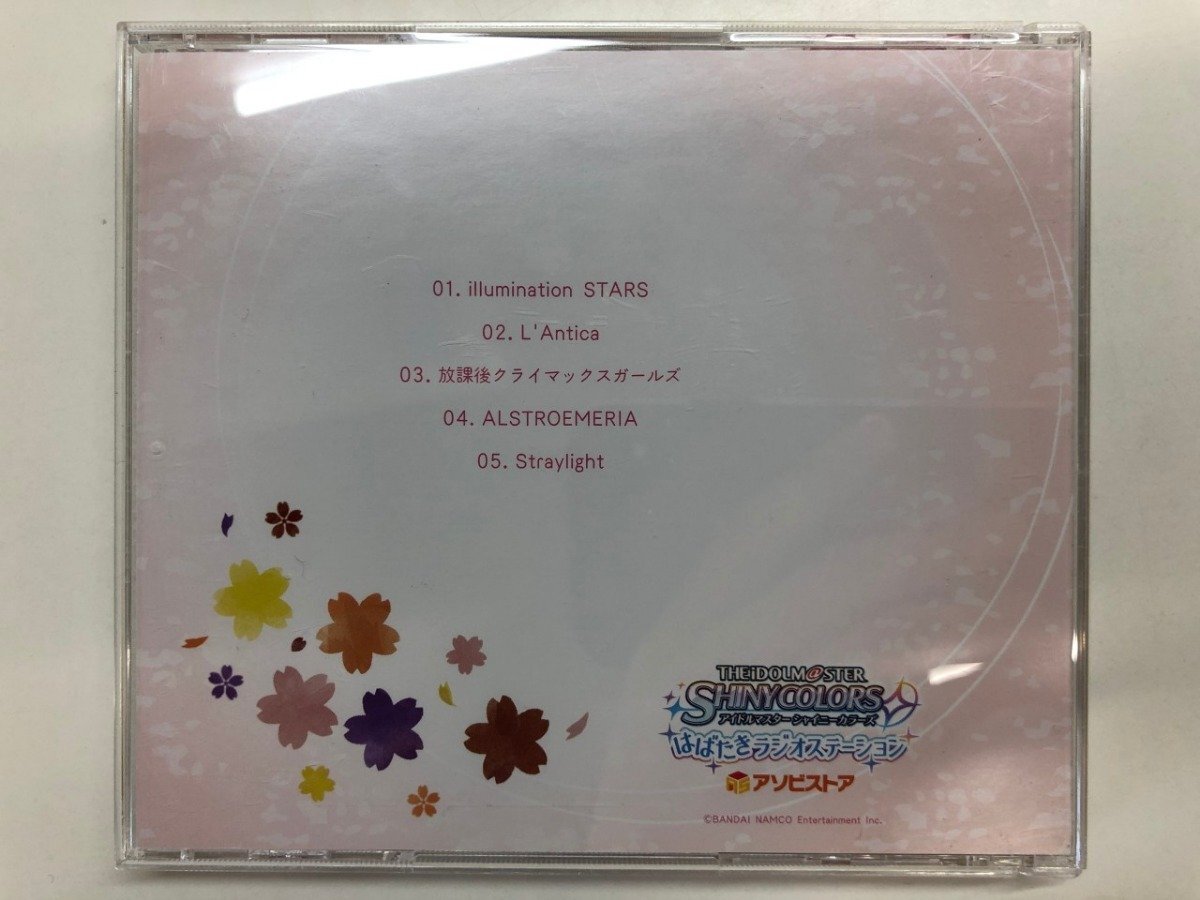 01. illumination STARS
02. L'Antica
03. 放課後クライマックスガールズ
04. ALSTROEMERIA
05. Straylight
THE iDOLM@STER
SHINY COLORS
アイドルマスター シャイニーカラーズ
はばたきラジオステーション
アソビストア
©BANDAI NAMCO Entertainment Inc.